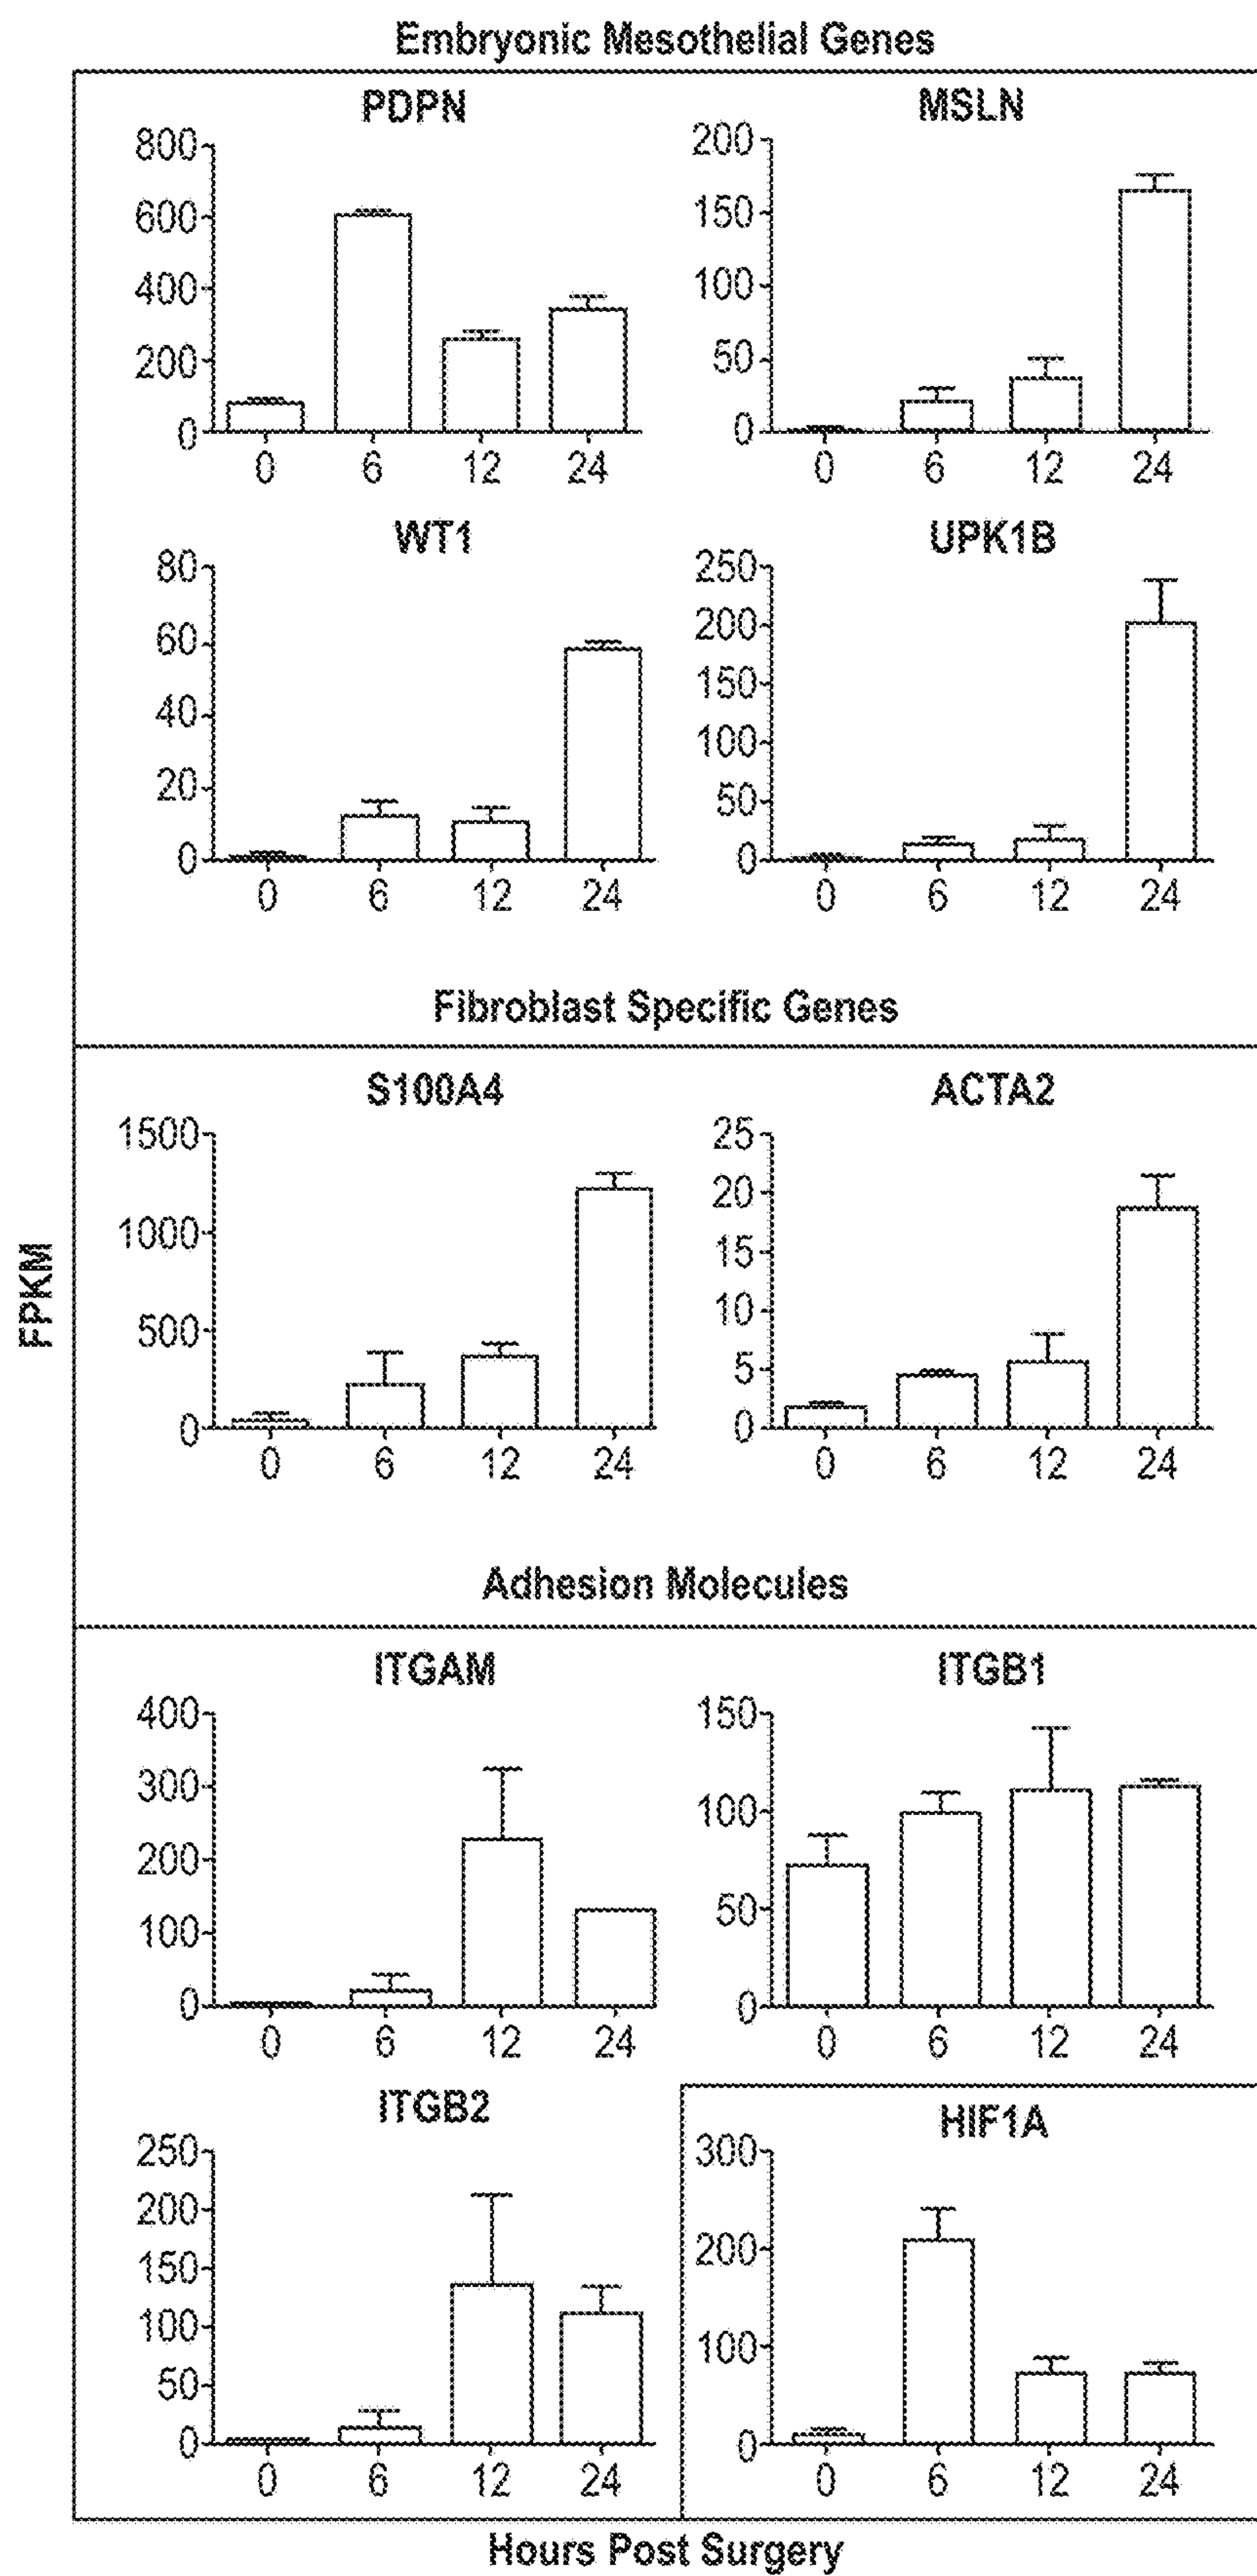 Embryonic Mesothelial Genes
PDPN
800
600
400
200
0
0 6 12 24
MSLN
200
150
100
50
0
0 6 12 24
WT1
80
60
40
20
0
0 6 12 24
UPK1B
250
200
150
100
50
0
0 6 12 24
Fibroblast Specific Genes
FPKM
S100A4
1500
1000
500
0
0 6 12 24
ACTA2
25
20
15
10
5
0
0 6 12 24
Adhesion Molecules
ITGAM
400
300
200
100
0
0 6 12 24
ITGB1
150
100
50
0
0 6 12 24
ITGB2
250
200
150
100
50
0
0 6 12 24
HIF1A
300
200
100
0
0 6 12 24
Hours Post Surgery